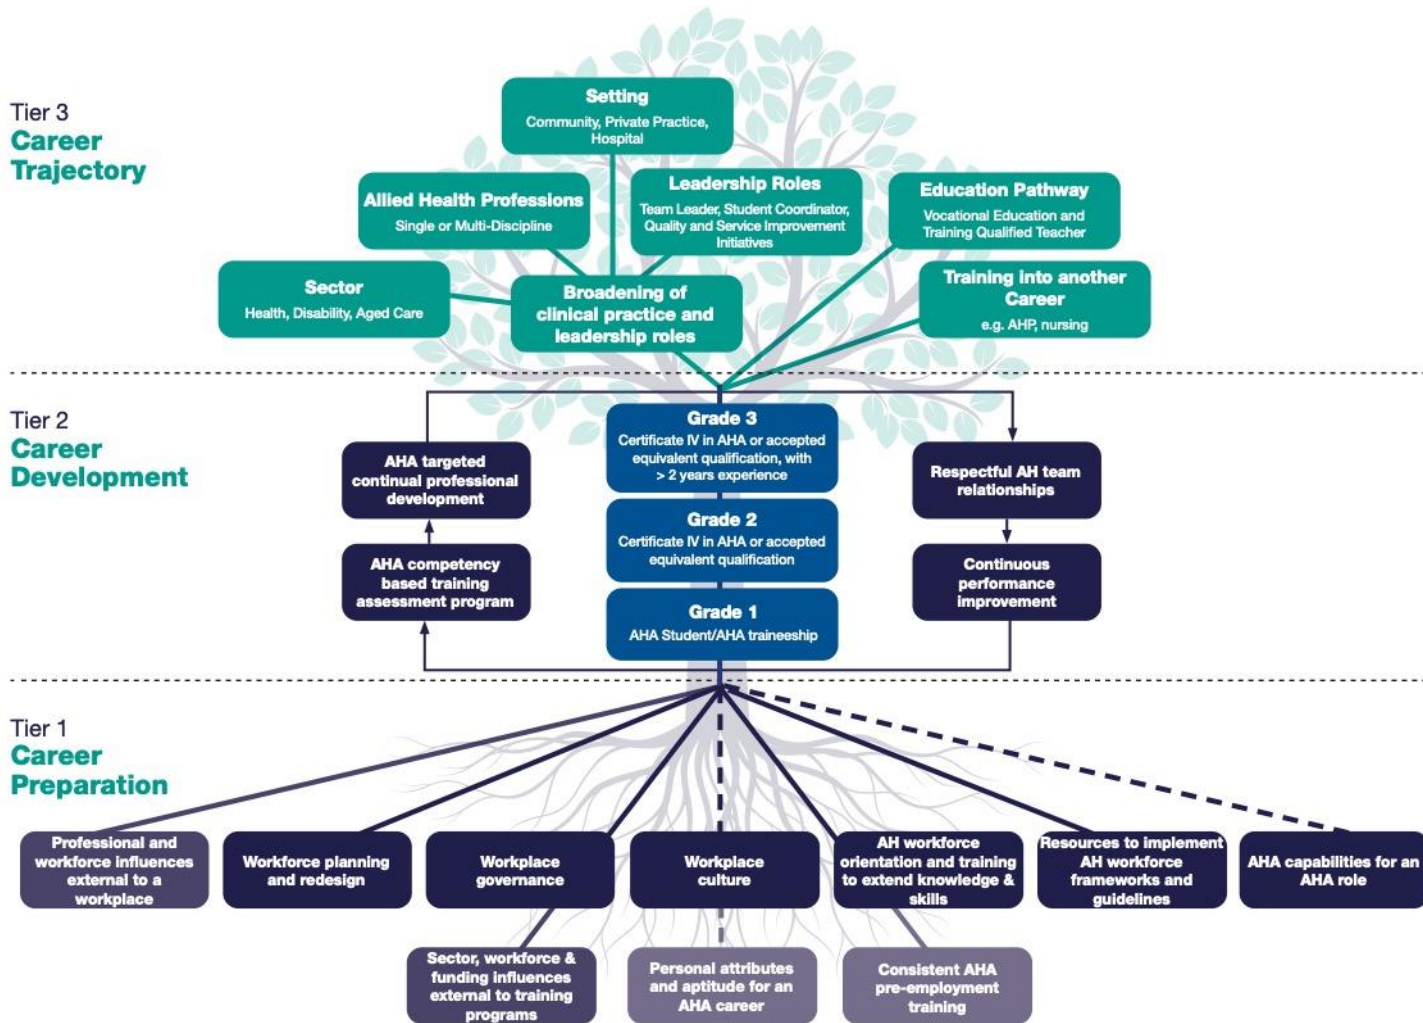 Tier 3
Career
Trajectory
Setting
Community, Private Practice,
Hospital
Allied Health Professions
Single or Multi-Discipline
Leadership Roles
Team Leader, Student Coordinator,
Quality and Service Improvement
Initiatives
Education Pathway
Vocational Education and
Training Qualified Teacher
Sector
Health, Disability, Aged Care
Broadening of
clinical practice and
leadership roles
Training into another
Career
e.g. AHP, nursing
Tier 2
Career
Development
AHA targeted
continual professional
development
AHA competency
based training
assessment program
Grade 3
Certificate IV in AHA or accepted
equivalent qualification, with
> 2 years experience
Grade 2
Certificate IV in AHA or accepted
equivalent qualification
Grade 1
AHA Student/AHA traineeship
Respectful AH team
relationships
Continuous
performance
improvement
Tier 1
Career
Preparation
Professional and
workforce influences
external to a
workplace
Workforce planning
and redesign
Workplace
governance
Workplace
culture
AH workforce
orientation and training
to extend knowledge &
skills
Resources to implement
AH workforce
frameworks and
guidelines
AHA capabilities for an
AHA role
Sector, workforce &
funding influences
external to training
programs
Personal attributes
and aptitude for an
AHA career
Consistent AHA
pre-employment
training